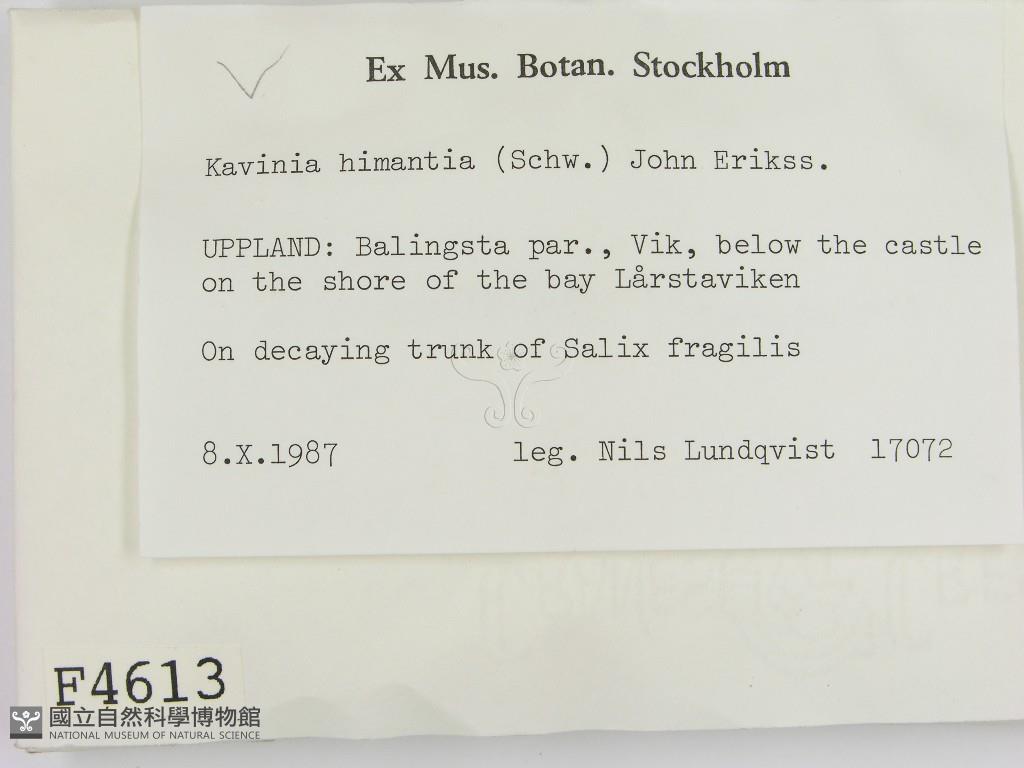 Ex Mus. Botan. Stockholm
Kavinia himantia (Schw.) John Erikss.
UPPLAND: Balingsta par., Vik, below the castle
on the shore of the bay Lårstaviken
On decaying trunk of Salix fragilis
8.X.1987 leg. Nils Lundqvist 17072
F4613
國立自然科學博物館
NATIONAL MUSEUM OF NATURAL SCIENCE